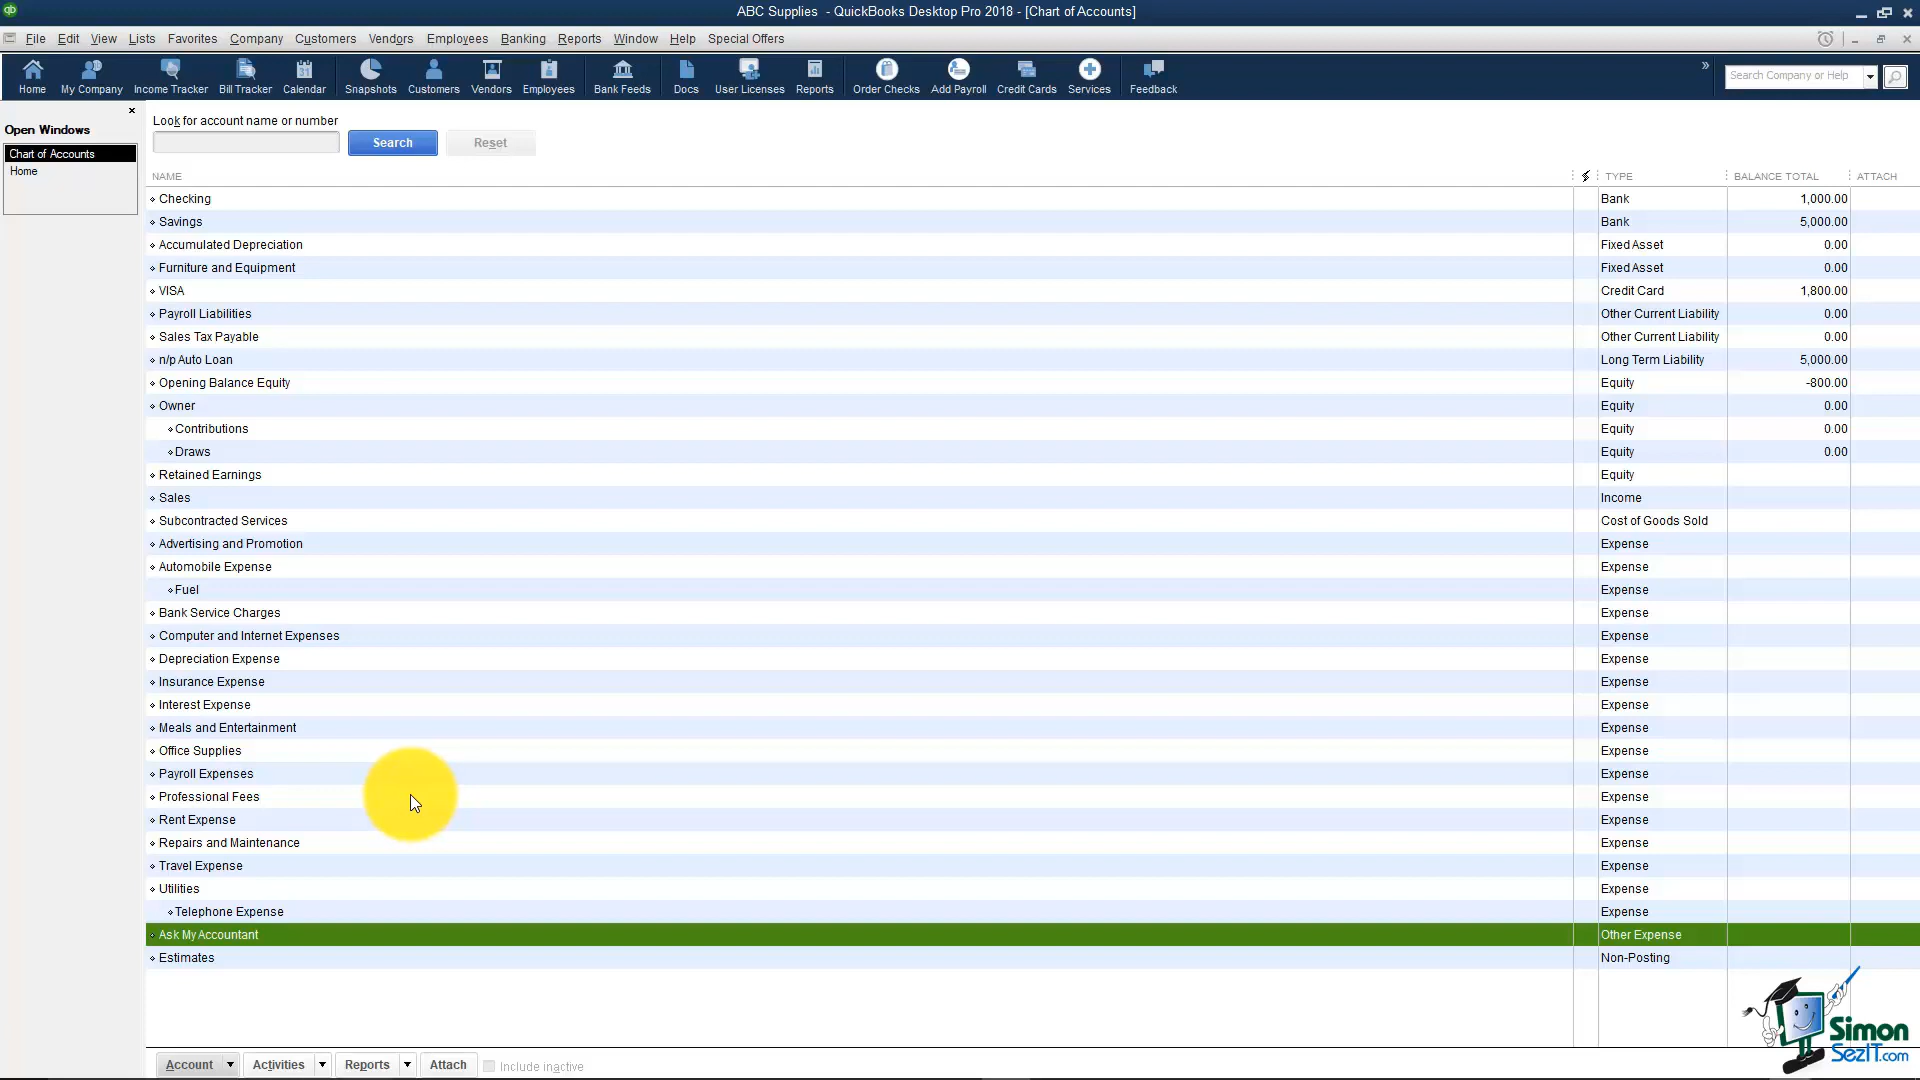 ABC Supplies - QuickBooks Desktop Pro 2018 - [Chart of Accounts]
File Edit View Lists Favorites Company Customers Vendors Employees Banking Reports Window Help Special Offers
Home My Company Income Tracker Bill Tracker Calendar Snapshots Customers Vendors Employees Bank Feeds Docs User Licenses Reports Order Checks Add Payroll Credit Cards Services Feedback » Search Company or Help
Open Windows
Chart of Accounts
Home
Look for account name or number
Search Reset
NAME TYPE BALANCE TOTAL ATTACH
Checking Bank 1,000.00
Savings Bank 5,000.00
Accumulated Depreciation Fixed Asset 0.00
Furniture and Equipment Fixed Asset 0.00
VISA Credit Card 1,800.00
Payroll Liabilities Other Current Liability 0.00
Sales Tax Payable Other Current Liability 0.00
n/p Auto Loan Long Term Liability 5,000.00
Opening Balance Equity Equity -800.00
Owner Equity 0.00
Contributions Equity 0.00
Draws Equity 0.00
Retained Earnings Equity
Sales Income
Subcontracted Services Cost of Goods Sold
Advertising and Promotion Expense
Automobile Expense Expense
Fuel Expense
Bank Service Charges Expense
Computer and Internet Expenses Expense
Depreciation Expense Expense
Insurance Expense Expense
Interest Expense Expense
Meals and Entertainment Expense
Office Supplies Expense
Payroll Expenses Expense
Professional Fees Expense
Rent Expense Expense
Repairs and Maintenance Expense
Travel Expense Expense
Utilities Expense
Telephone Expense Expense
Ask My Accountant Other Expense
Estimates Non-Posting
Account Activities Reports Attach Include inactive
Simon
SezIT.com